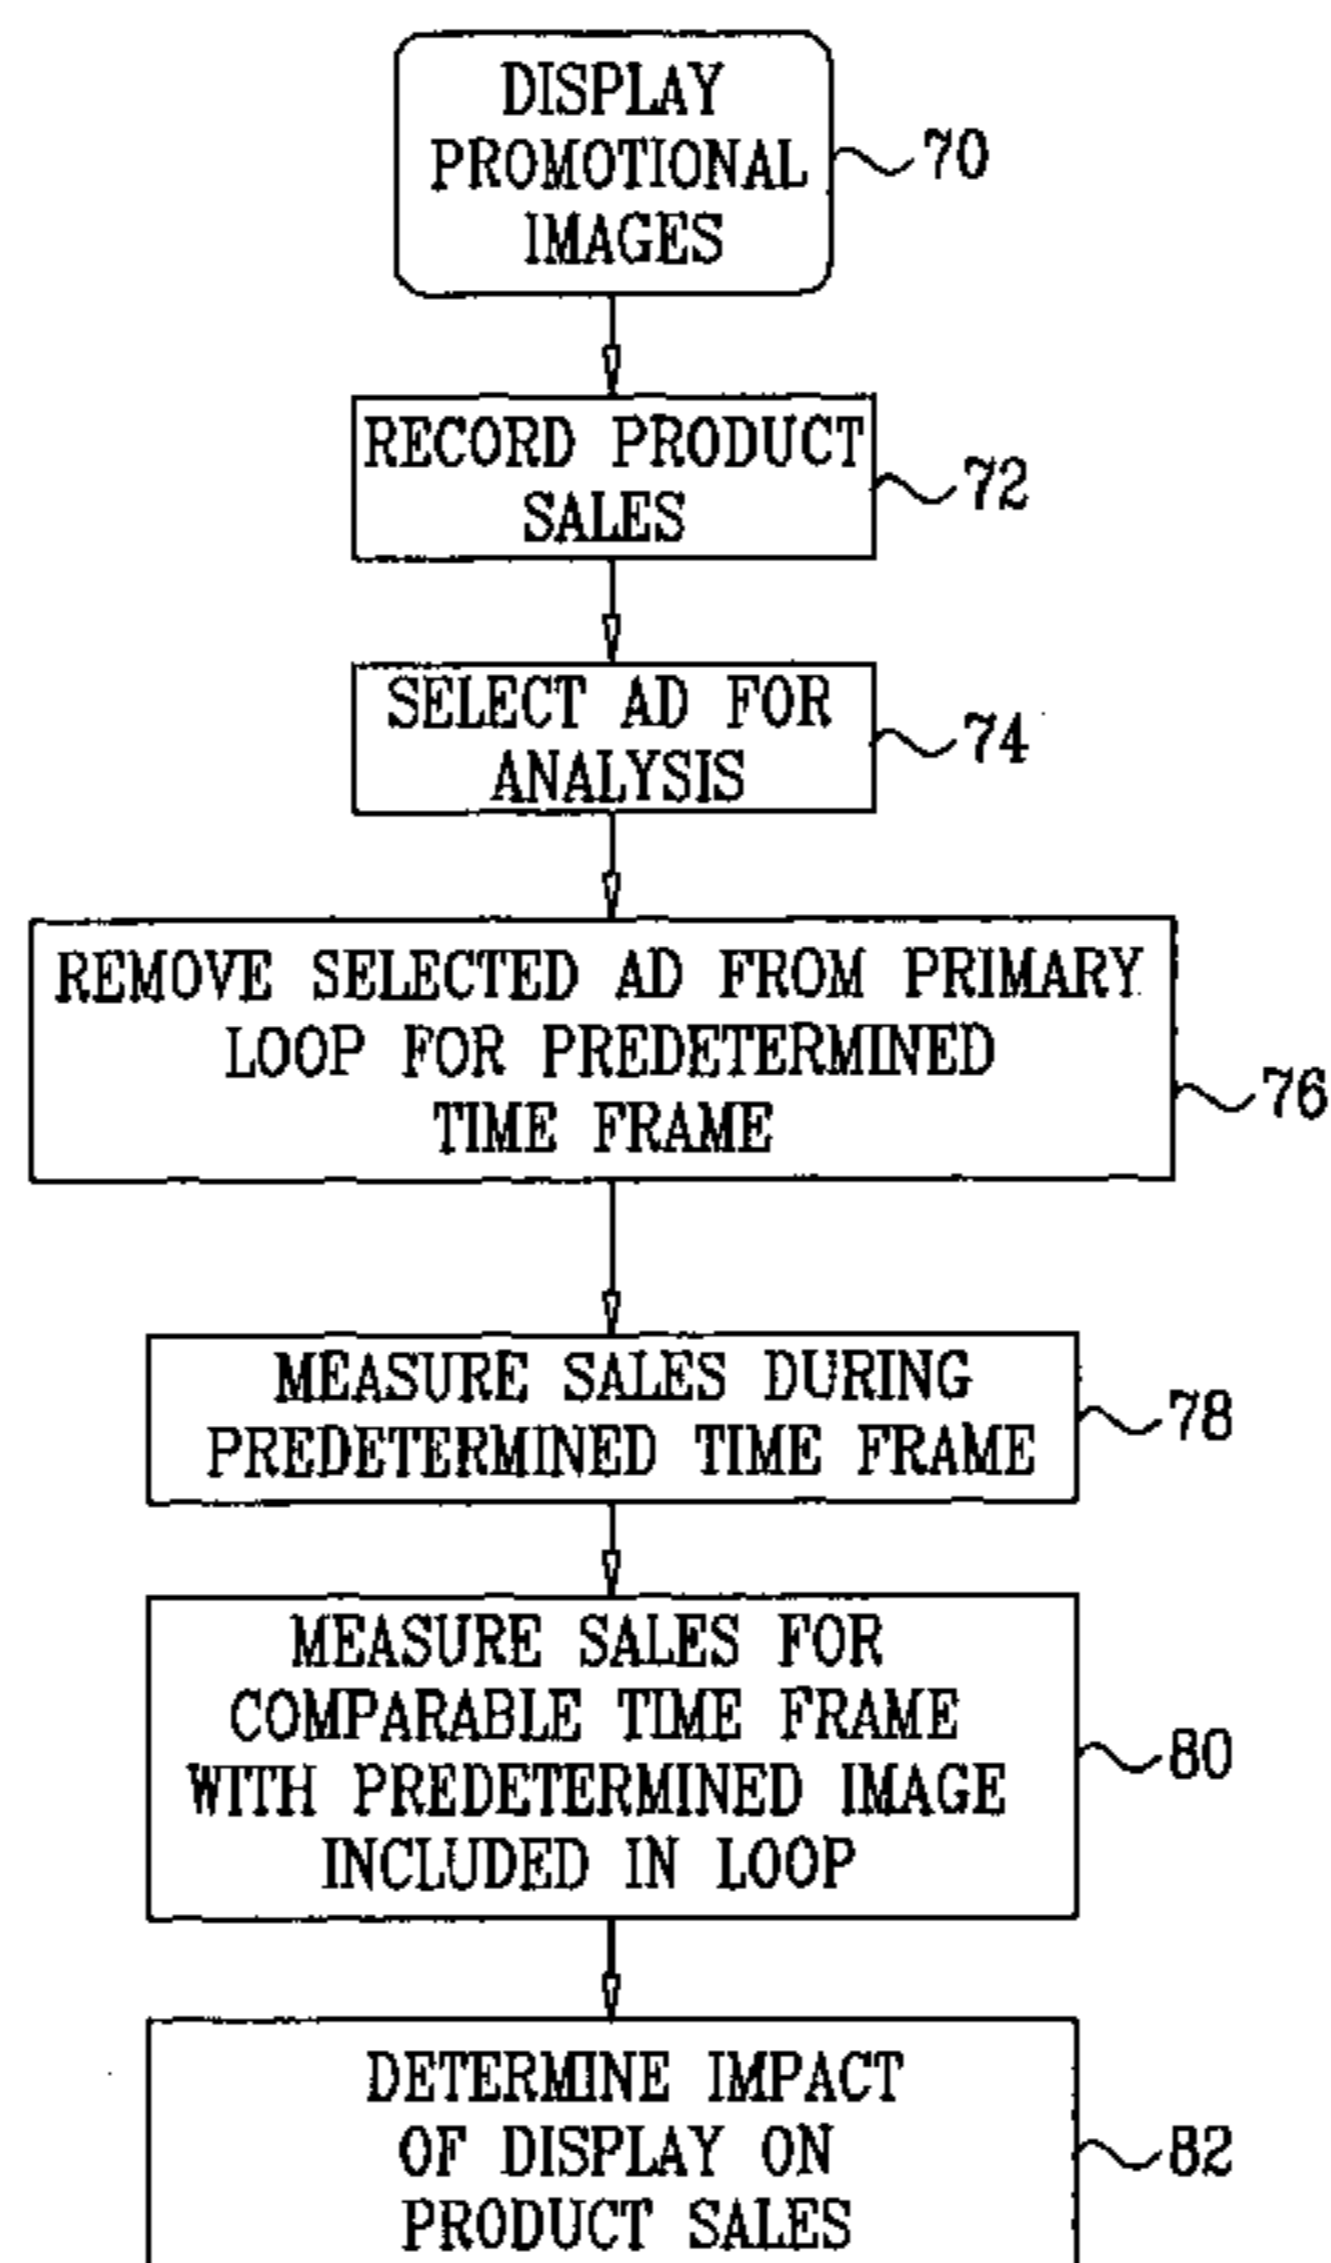 DISPLAY
PROMOTIONAL
IMAGES
70
RECORD PRODUCT
SALES
72
SELECT AD FOR
ANALYSIS
74
REMOVE SELECTED AD FROM PRIMARY
LOOP FOR PREDETERMINED
TIME FRAME
76
MEASURE SALES DURING
PREDETERMINED TIME FRAME
78
MEASURE SALES FOR
COMPARABLE TIME FRAME
WITH PREDETERMINED IMAGE
INCLUDED IN LOOP
80
DETERMINE IMPACT
OF DISPLAY ON
PRODUCT SALES
82